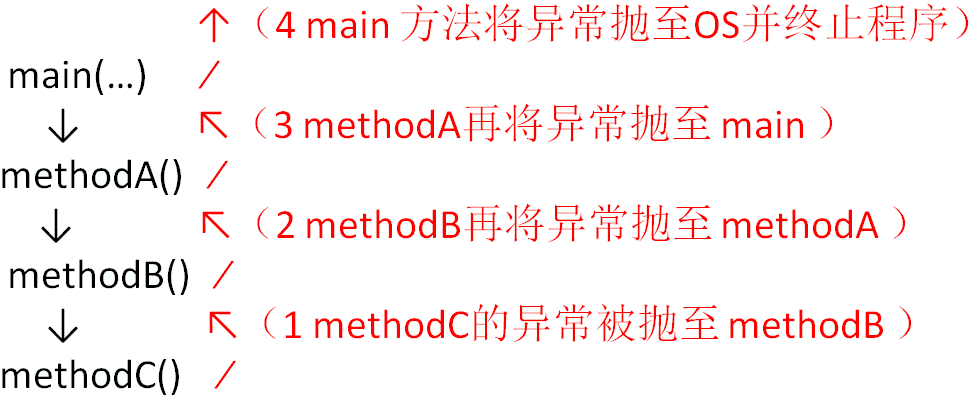 ↑（4 main 方法将异常抛至OS并终止程序）
main(...) /
↓ ↖（3 methodA再将异常抛至 main ）
methodA() /
↓ ↖（2 methodB再将异常抛至 methodA ）
methodB() /
↓ ↖（1 methodC的异常被抛至 methodB ）
methodC() /